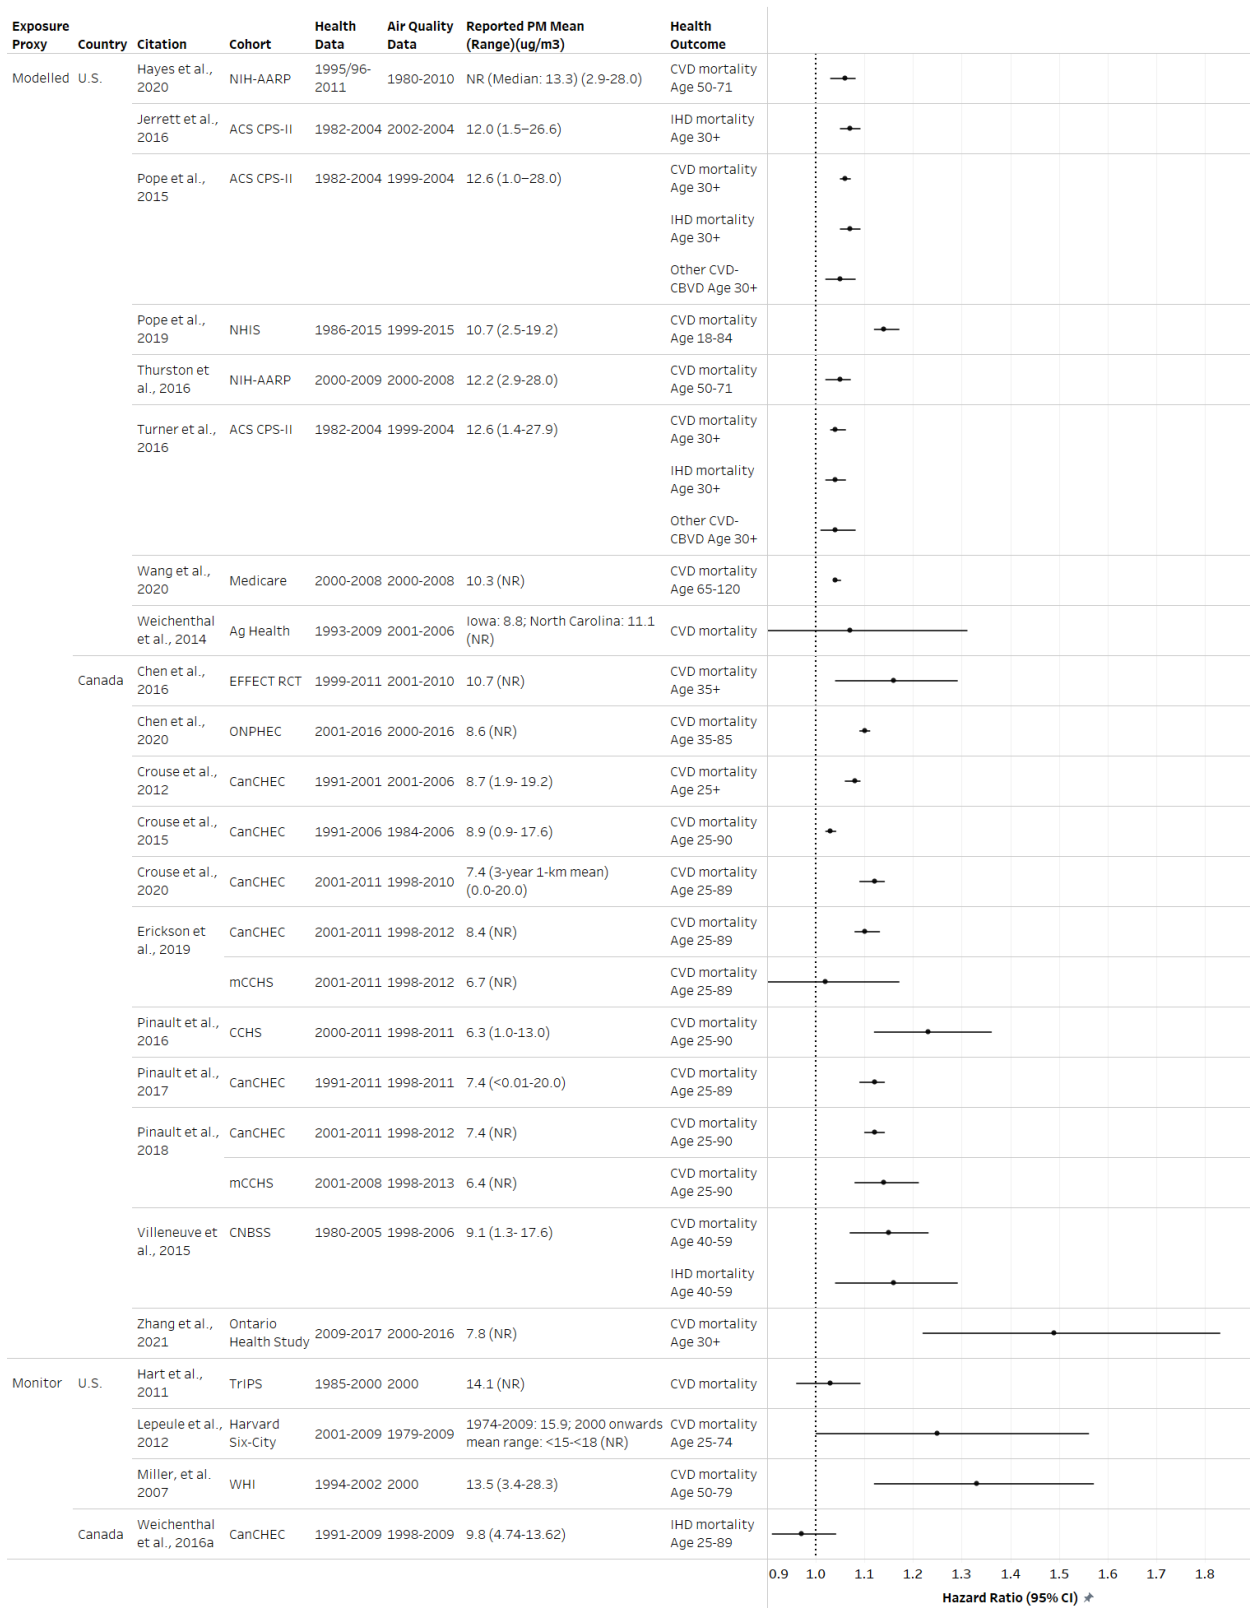 Exposure Proxy Country Citation Cohort Health Data Air Quality Data Reported PM Mean (Range)(ug/m3) Health Outcome
Modelled U.S. Hayes et al., 2020 NIH-AARP 1995/96-2011 1980-2010 NR (Median: 13.3) (2.9-28.0) CVD mortality Age 50-71
Jerrett et al., 2016 ACS CPS-II 1982-2004 2002-2004 12.0 (1.5–26.6) IHD mortality Age 30+
Pope et al., 2015 ACS CPS-II 1982-2004 1999-2004 12.6 (1.0–28.0) CVD mortality Age 30+
IHD mortality Age 30+
Other CVD-CBVD Age 30+
Pope et al., 2019 NHIS 1986-2015 1999-2015 10.7 (2.5-19.2) CVD mortality Age 18-84
Thurston et al., 2016 NIH-AARP 2000-2009 2000-2008 12.2 (2.9-28.0) CVD mortality Age 50-71
Turner et al., 2016 ACS CPS-II 1982-2004 1999-2004 12.6 (1.4-27.9) CVD mortality Age 30+
IHD mortality Age 30+
Other CVD-CBVD Age 30+
Wang et al., 2020 Medicare 2000-2008 2000-2008 10.3 (NR) CVD mortality Age 65-120
Weichenthal et al., 2014 Ag Health 1993-2009 2001-2006 Iowa: 8.8; North Carolina: 11.1 (NR) CVD mortality
Canada Chen et al., 2016 EFFECT RCT 1999-2011 2001-2010 10.7 (NR) CVD mortality Age 35+
Chen et al., 2020 ONPHEC 2001-2016 2000-2016 8.6 (NR) CVD mortality Age 35-85
Crouse et al., 2012 CanCHEC 1991-2001 2001-2006 8.7 (1.9- 19.2) CVD mortality Age 25+
Crouse et al., 2015 CanCHEC 1991-2006 1984-2006 8.9 (0.9- 17.6) CVD mortality Age 25-90
Crouse et al., 2020 CanCHEC 2001-2011 1998-2010 7.4 (3-year 1-km mean) (0.0-20.0) CVD mortality Age 25-89
Erickson et al., 2019 CanCHEC 2001-2011 1998-2012 8.4 (NR) CVD mortality Age 25-89
mCCHS 2001-2011 1998-2012 6.7 (NR) CVD mortality Age 25-89
Pinault et al., 2016 CCHS 2000-2011 1998-2011 6.3 (1.0-13.0) CVD mortality Age 25-90
Pinault et al., 2017 CanCHEC 1991-2011 1998-2011 7.4 (<0.01-20.0) CVD mortality Age 25-89
Pinault et al., 2018 CanCHEC 2001-2011 1998-2012 7.4 (NR) CVD mortality Age 25-90
mCCHS 2001-2008 1998-2013 6.4 (NR) CVD mortality Age 25-90
Villeneuve et al., 2015 CNBSS 1980-2005 1998-2006 9.1 (1.3- 17.6) CVD mortality Age 40-59
IHD mortality Age 40-59
Zhang et al., 2021 Ontario Health Study 2009-2017 2000-2016 7.8 (NR) CVD mortality Age 30+
Monitor U.S. Hart et al., 2011 TrIPS 1985-2000 2000 14.1 (NR) CVD mortality
Lepeule et al., 2012 Harvard Six-City 2001-2009 1979-2009 1974-2009: 15.9; 2000 onwards mean range: <15-<18 (NR) CVD mortality Age 25-74
Miller, et al. 2007 WHI 1994-2002 2000 13.5 (3.4-28.3) CVD mortality Age 50-79
Canada Weichenthal et al., 2016a CanCHEC 1991-2009 1998-2009 9.8 (4.74-13.62) IHD mortality Age 25-89
0.9 1.0 1.1 1.2 1.3 1.4 1.5 1.6 1.7 1.8
Hazard Ratio (95% CI)